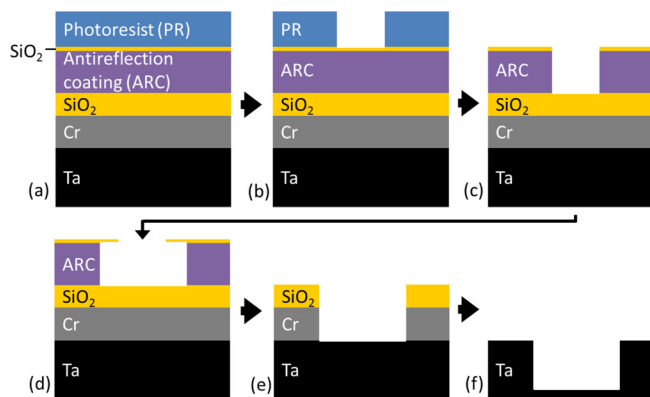 Photoresist (PR)
SiO₂
Antireflection
coating (ARC)
SiO₂
Cr
Ta
(a)
PR
ARC
SiO₂
Cr
Ta
(b)
ARC
SiO₂
Cr
Ta
(c)
ARC
SiO₂
Cr
Ta
(d)
SiO₂
Cr
Ta
(e)
Ta
(f)